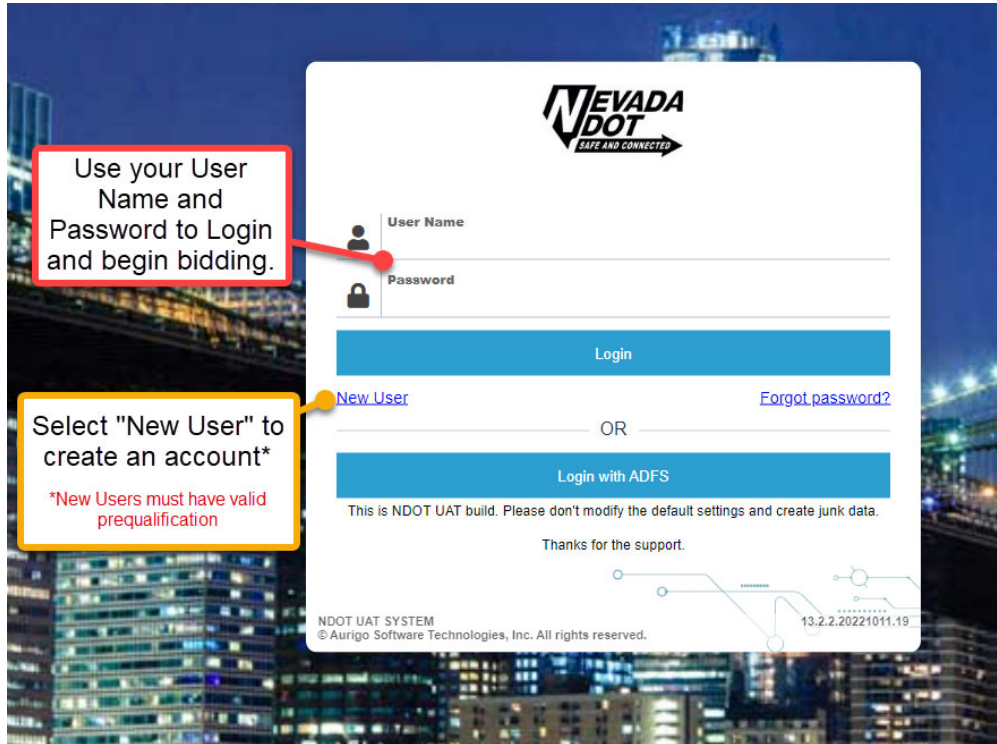 NEVADA
NDOT
SAFE AND CONNECTED
Use your User
Name and
Password to Login
and begin bidding.
User Name
Password
Login
New User
Forgot password?
OR
Select "New User" to
create an account*
*New Users must have valid
prequalification
Login with ADFS
This is NDOT UAT build. Please don't modify the default settings and create junk data.
Thanks for the support.
NDOT UAT SYSTEM
© Aurigo Software Technologies, Inc. All rights reserved.
13.2.2.20221011.19